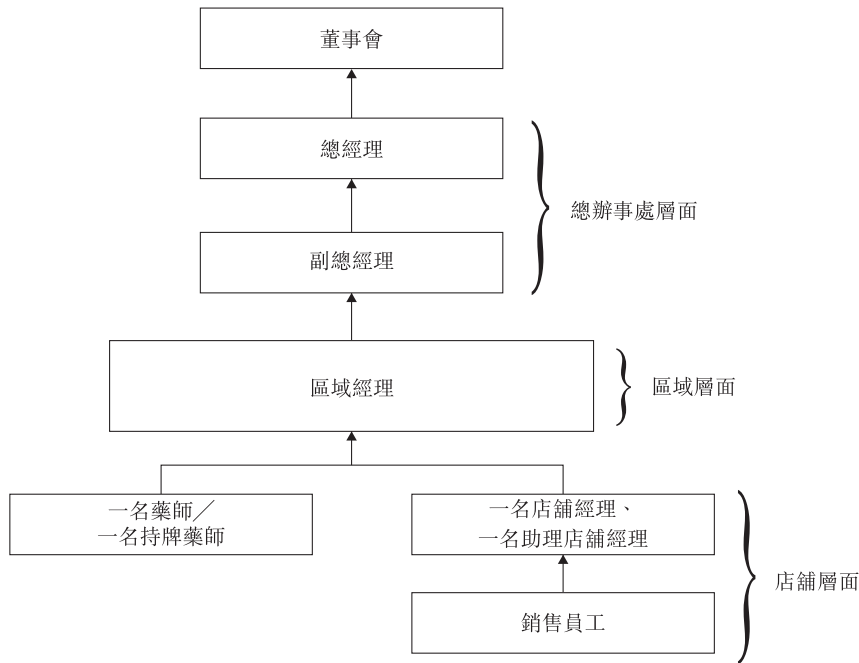 董事會
總經理
總辦事處層面
副總經理
區域經理
區域層面
一名藥師／
一名持牌藥師
一名店舖經理、
一名助理店舖經理
店舖層面
銷售員工